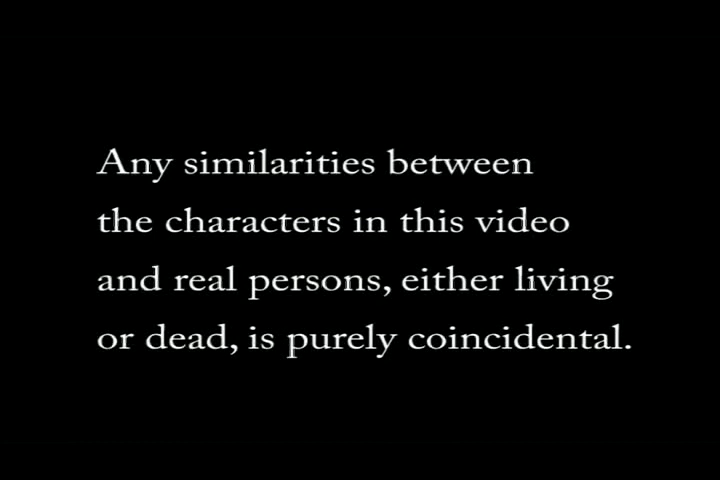 Any similarities between
the characters in this video
and real persons, either living
or dead, is purely coincidental.